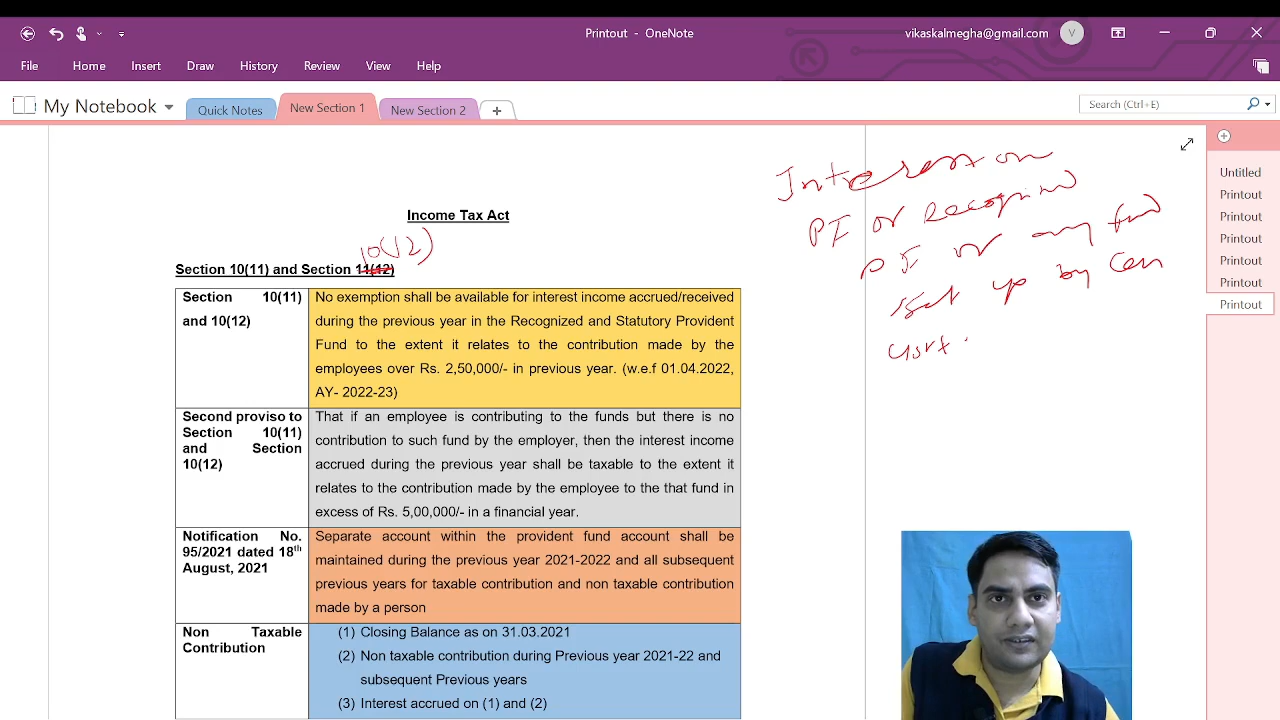 Printout - OneNote
vikaskalmegha@gmail.com
V
File Home Insert Draw History Review View Help
My Notebook
Quick Notes
New Section 1
New Section 2
Search (Ctrl+E)
Untitled
Printout
Printout
Printout
Printout
Printout
Printout
Income Tax Act
10(12)
Section 10(11) and Section 11(12)
Section 10(11)
and 10(12)
No exemption shall be available for interest income accrued/received
during the previous year in the Recognized and Statutory Provident
Fund to the extent it relates to the contribution made by the
employees over Rs. 2,50,000/- in previous year. (w.e.f 01.04.2022,
AY- 2022-23)
Second proviso to
Section 10(11)
and Section
10(12)
That if an employee is contributing to the funds but there is no
contribution to such fund by the employer, then the interest income
accrued during the previous year shall be taxable to the extent it
relates to the contribution made by the employee to the that fund in
excess of Rs. 5,00,000/- in a financial year.
Notification No.
95/2021 dated 18th
August, 2021
Separate account within the provident fund account shall be
maintained during the previous year 2021-2022 and all subsequent
previous years for taxable contribution and non taxable contribution
made by a person
Non Taxable
Contribution
(1) Closing Balance as on 31.03.2021
(2) Non taxable contribution during Previous year 2021-22 and
subsequent Previous years
(3) Interest accrued on (1) and (2)
Interest on
PF or Recognized
PF or any fund
set up by Cen
Govt.